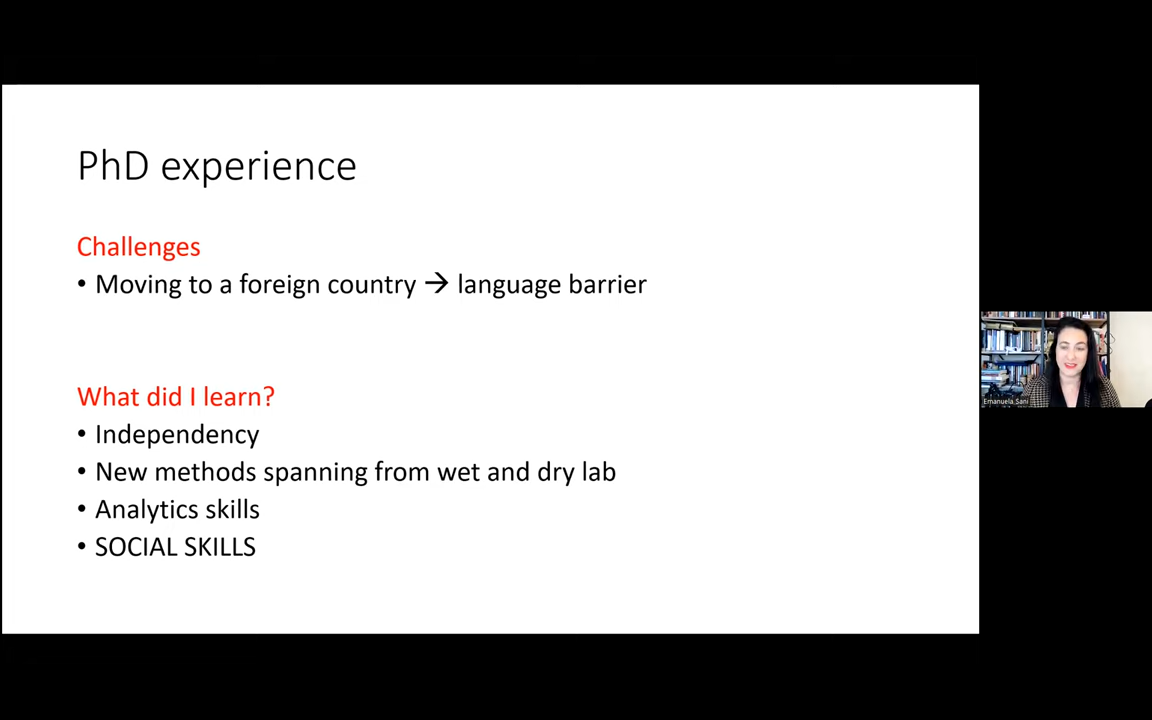 PhD experience
Challenges
• Moving to a foreign country → language barrier
What did I learn?
• Independency
• New methods spanning from wet and dry lab
• Analytics skills
• SOCIAL SKILLS
Emanuela Sani